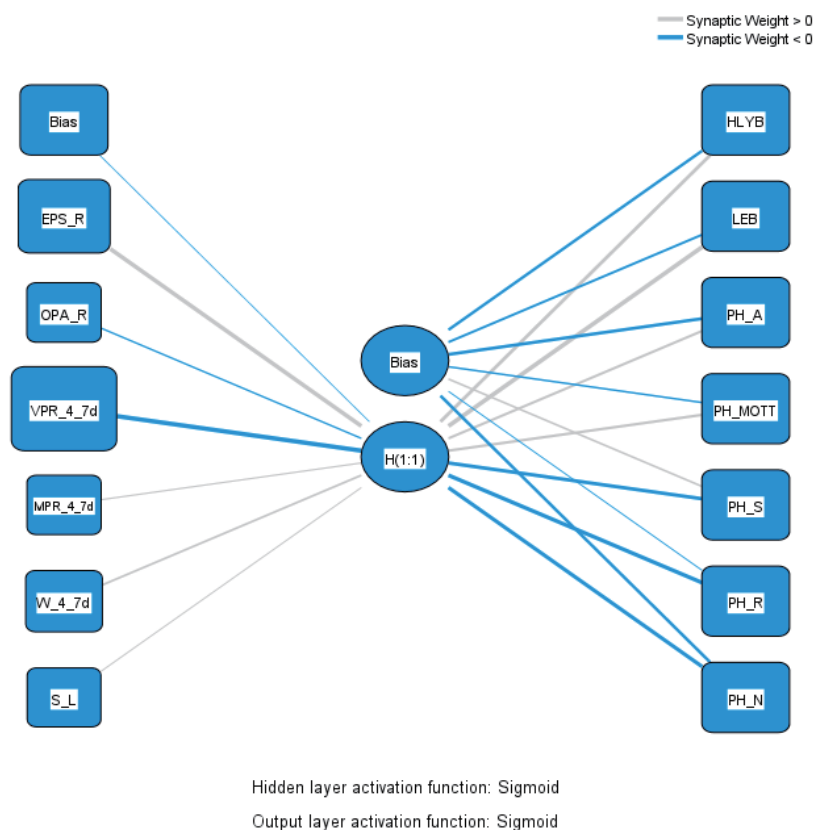 Synaptic Weight > 0
Synaptic Weight < 0
Bias
EPS_R
OPA_R
VPR_4_7d
MPR_4_7d
VV_4_7d
S_L
Bias
H(1:1)
HLYB
LEB
PH_A
PH_MOTT
PH_S
PH_R
PH_N
Hidden layer activation function: Sigmoid
Output layer activation function: Sigmoid